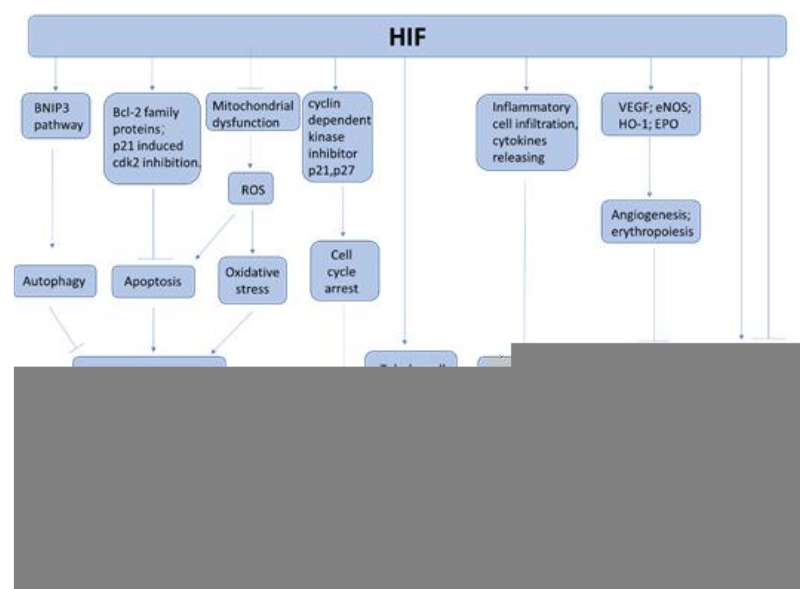 HIF
BNIP3
pathway
Bcl-2 family
proteins;
p21 induced
cdk2 inhibition.
Mitochondrial
dysfunction
cyclin
dependent
kinase
inhibitor
p21,p27
Inflammatory
cell infiltration,
cytokines
releasing
VEGF; eNOS;
HO-1; EPO
ROS
Angiogenesis;
erythropoiesis
Autophagy
Apoptosis
Oxidative
stress
Cell
cycle
arrest